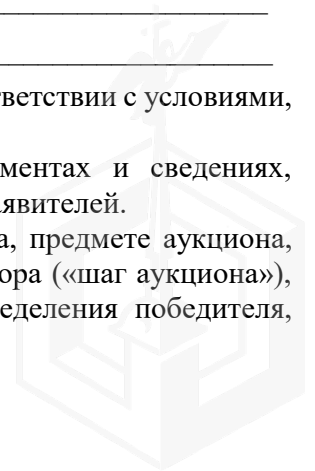 ветствии с условиями,
ментах и сведениях,
явителей.
а, предмете аукциона,
ора («шаг аукциона»),
еделения победителя,